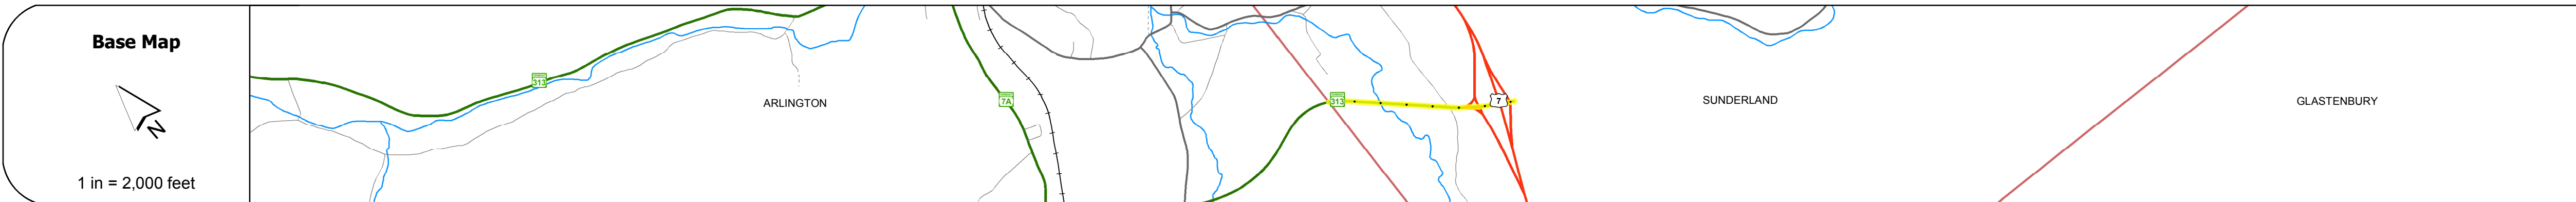 Base Map
N
1 in = 2,000 feet
313
ARLINGTON
7A
313
7
SUNDERLAND
GLASTENBURY